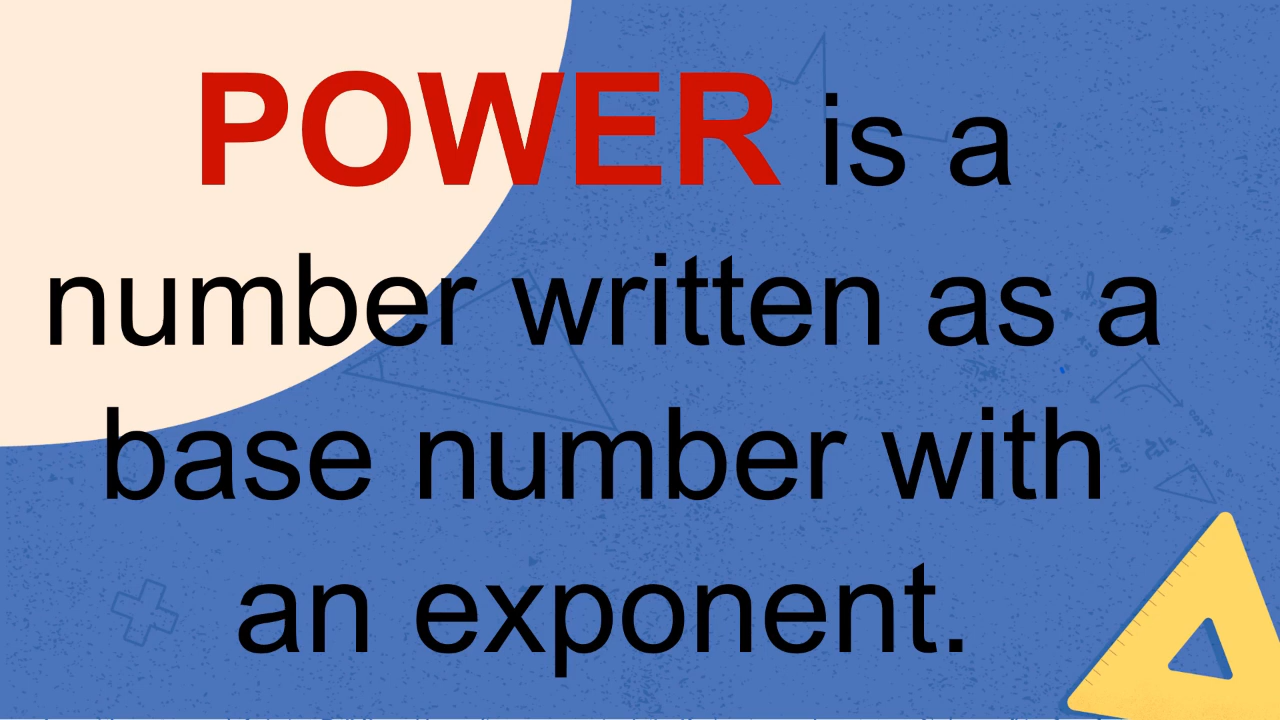 POWER is a
number written as a
base number with
an exponent.